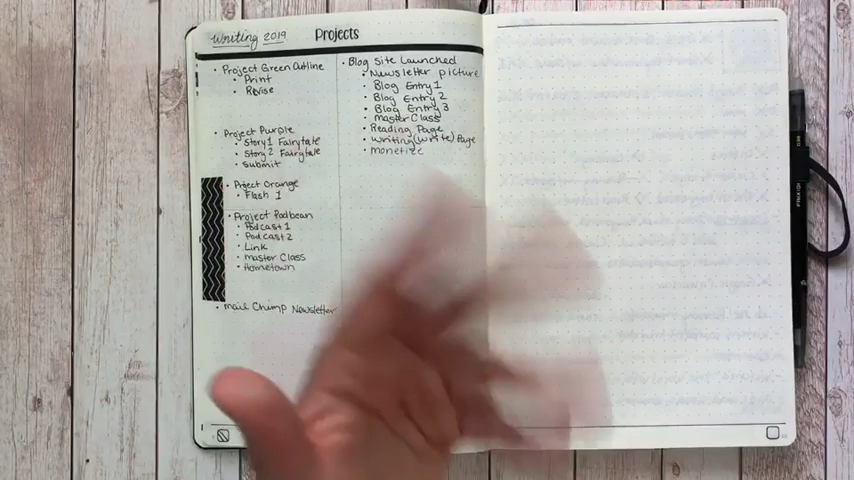 Writing 2019
Projects
• Project Green Outline
• Print
• Revise
• Project Purple
• Story 1 Fairytale
• Story 2 Fairytale
• Submit
• Project Orange
• Flash 1
• Project Podbean
• Podcast 1
• Podcast 2
• Link
• Master Class
• Hometown
• Mail Chimp Newsletter
• Blog Site Launched
• Newsletter picture
• Blog Entry 1
• Blog Entry 2
• Blog Entry 3
• Master Class
• Reading Page
• Writing (Write) Page
• Monetize